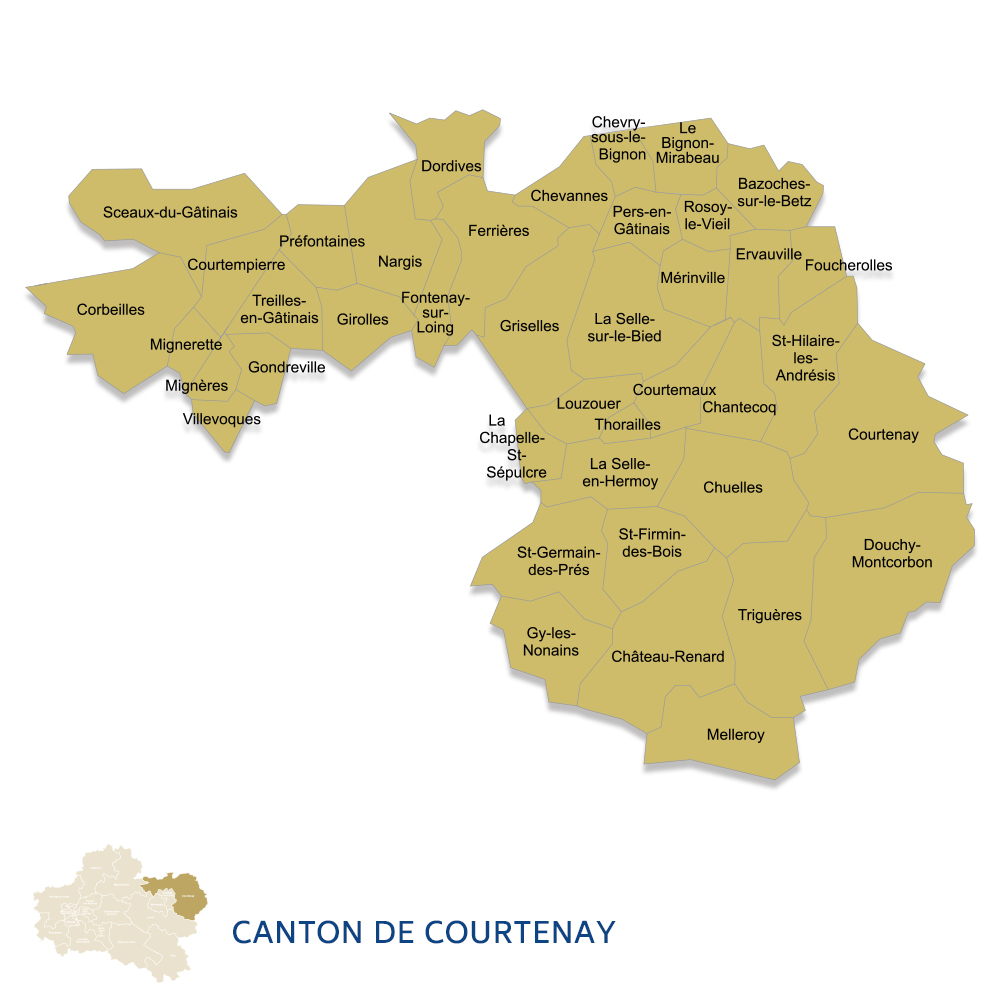 Chevry-
sous-le-
Bignon
Le
Bignon-
Mirabeau
Dordives
Bazoches-
sur-le-Betz
Chevannes
Sceaux-du-Gâtinais
Pers-en-
Gâtinais
Rosoy-
le-Vieil
Ferrières
Préfontaines
Ervauville
Foucherolles
Courtempierre
Nargis
Mérinville
Corbeilles
Treilles-
en-Gâtinais
Girolles
Fontenay-
sur-
Loing
Griselles
La Selle-
sur-le-Bied
Mignerette
St-Hilaire-
les-
Andrésis
Gondreville
Mignères
Courtemaux
Louzouer
Chantecoq
Villevoques
Thorailles
La
Chapelle-
St-
Sépulcre
Courtenay
La Selle-
en-Hermoy
Chuelles
St-Firmin-
des-Bois
St-Germain-
des-Prés
Douchy-
Montcorbon
Triguères
Gy-les-
Nonains
Château-Renard
Melleroy
CANTON DE COURTENAY